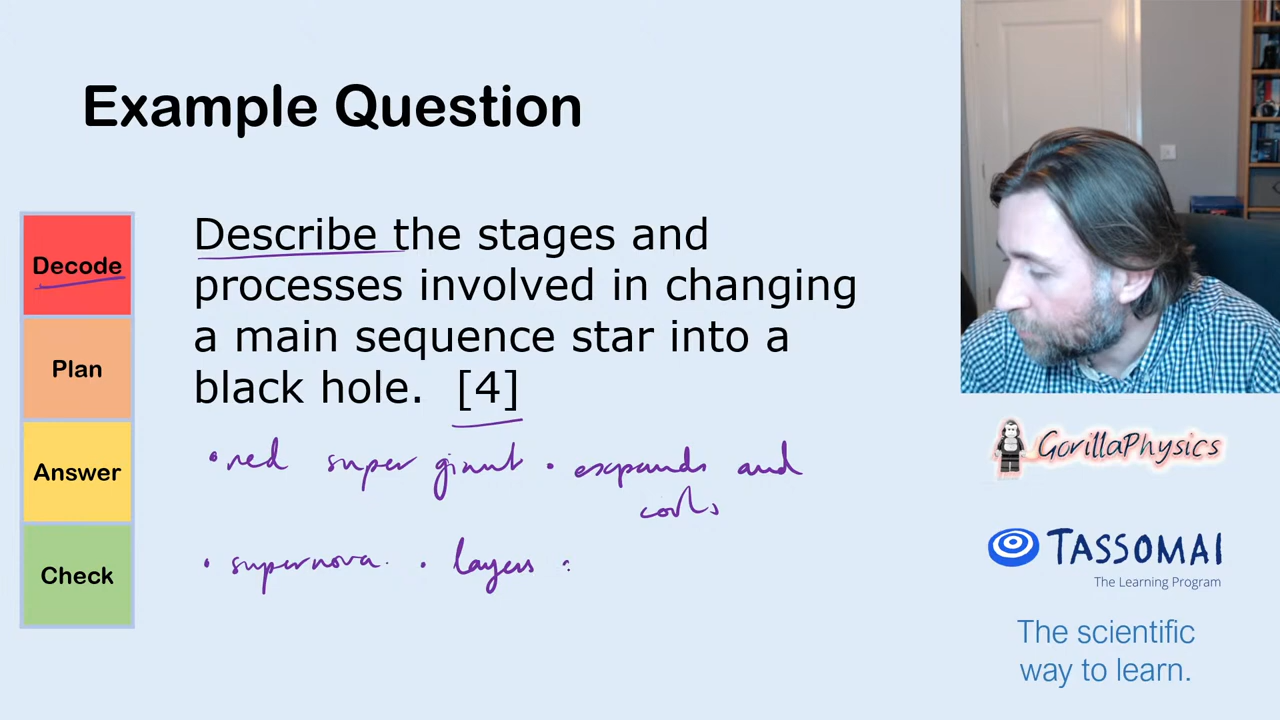 Example Question
Decode
Plan
Answer
Check
Describe the stages and
processes involved in changing
a main sequence star into a
black hole. [4]
• red super giant • expands and
cools
• supernova. • layers
GorillaPhysics
TASSOMAI
The Learning Program
The scientific
way to learn.